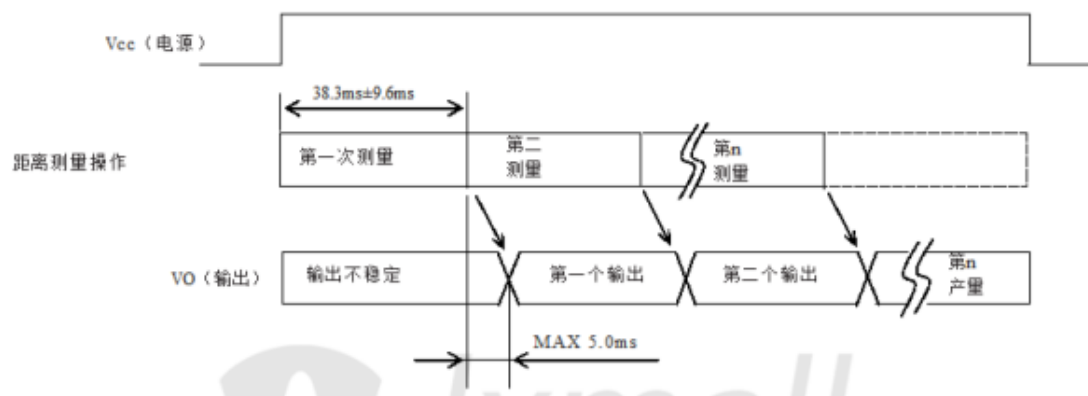 Vcc（电源）
38.3ms±9.6ms
距离测量操作
第一次测量
第二
测量
第n
测量
VO（输出）
输出不稳定
第一个输出
第二个输出
第n
产量
MAX 5.0ms